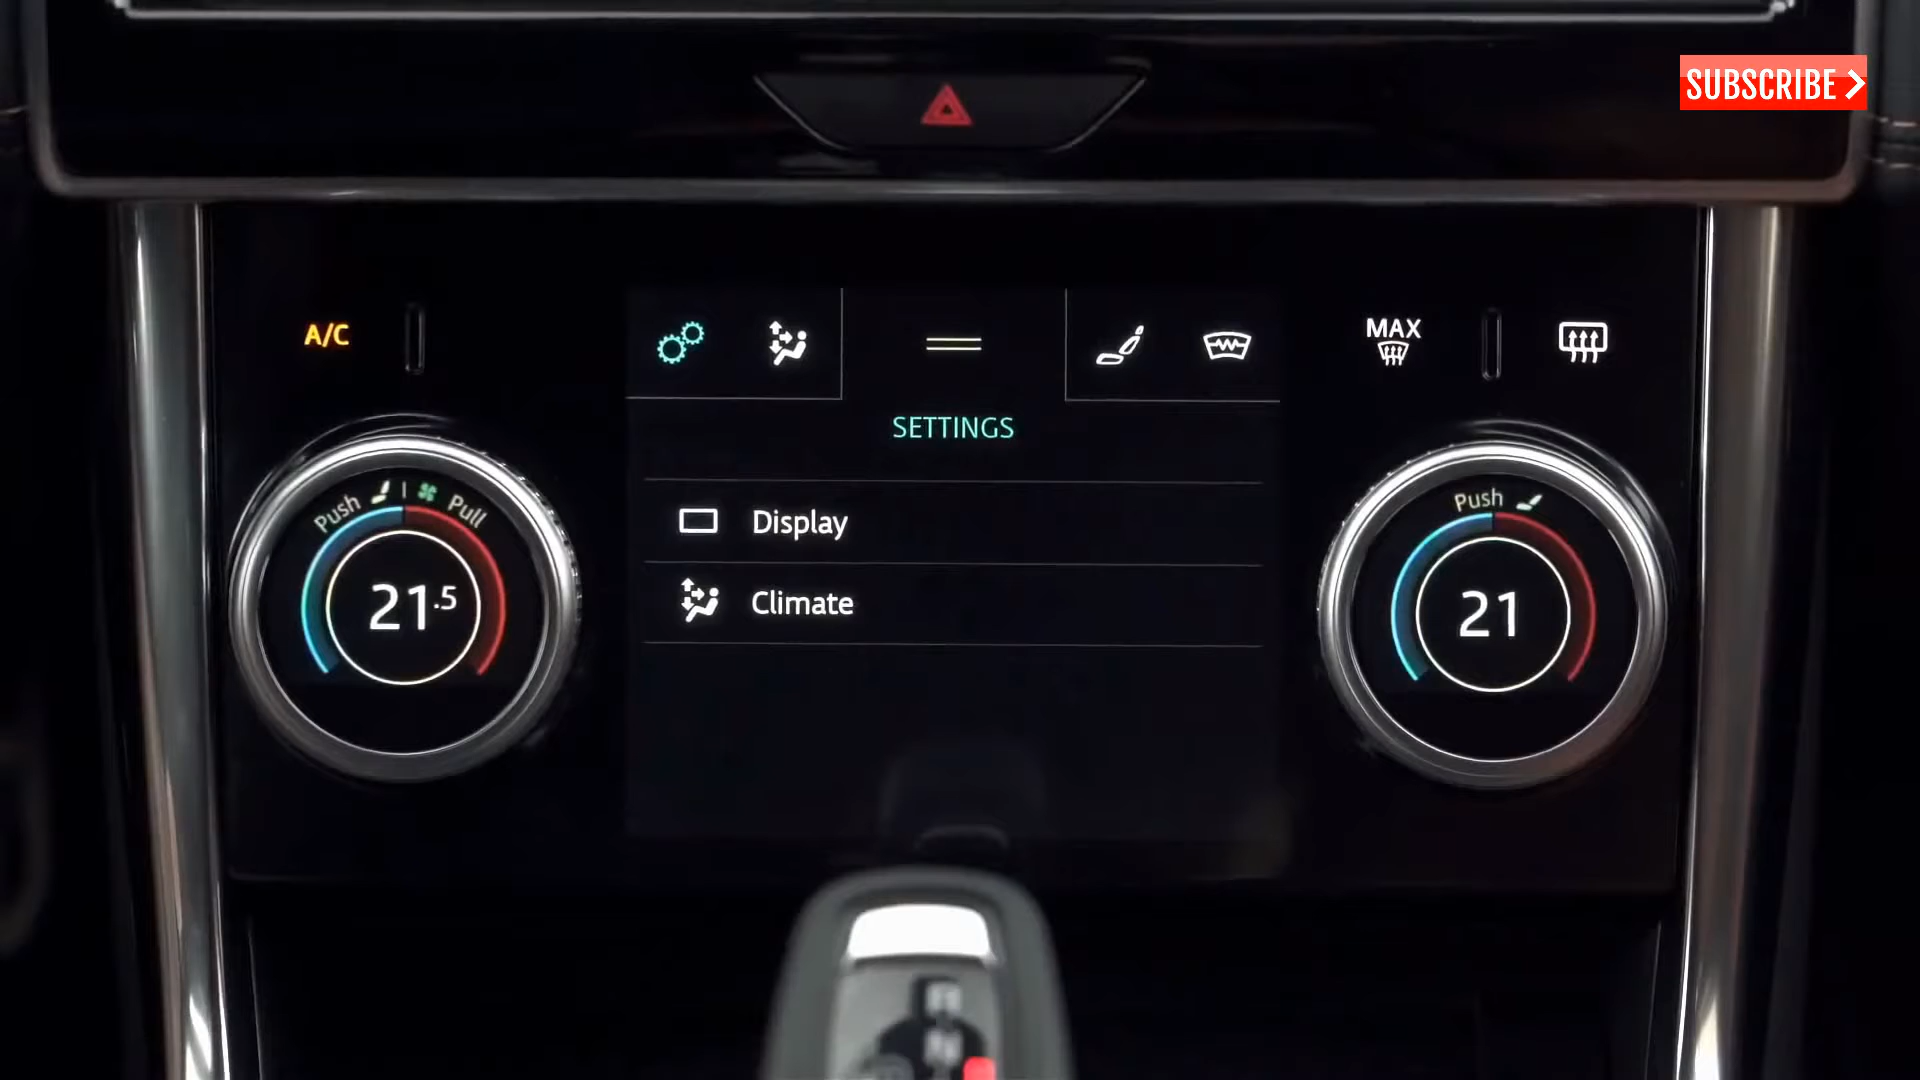 SUBSCRIBE
A/C
MAX
SETTINGS
Push
Pull
Push
Display
21.5
Climate
21
R
N